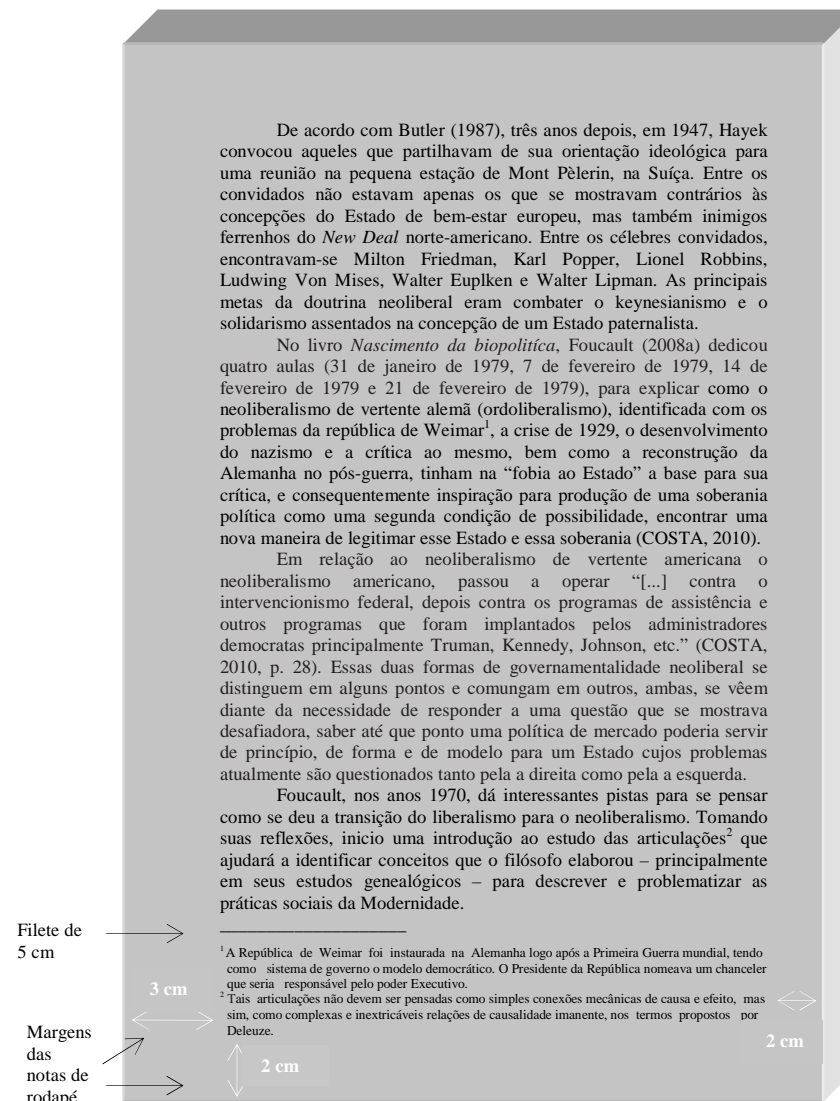 De acordo com Butler (1987), três anos depois, em 1947, Hayek
convocou aqueles que partilhavam de sua orientação ideológica para
uma reunião na pequena estação de Mont Pèlerin, na Suíça. Entre os
convidados não estavam apenas os que se mostravam contrários às
concepções do Estado de bem-estar europeu, mas também inimigos
ferrenhos do New Deal norte-americano. Entre os célebres convidados,
encontravam-se Milton Friedman, Karl Popper, Lionel Robbins,
Ludwing Von Mises, Walter Euplken e Walter Lipman. As principais
metas da doutrina neoliberal eram combater o keynesianismo e o
solidarismo assentados na concepção de um Estado paternalista.
No livro Nascimento da biopolitíca, Foucault (2008a) dedicou
quatro aulas (31 de janeiro de 1979, 7 de fevereiro de 1979, 14 de
fevereiro de 1979 e 21 de fevereiro de 1979), para explicar como o
neoliberalismo de vertente alemã (ordoliberalismo), identificada com os
problemas da república de Weimar¹, a crise de 1929, o desenvolvimento
do nazismo e a crítica ao mesmo, bem como a reconstrução da
Alemanha no pós-guerra, tinham na “fobia ao Estado” a base para sua
crítica, e consequentemente inspiração para produção de uma soberania
política como uma segunda condição de possibilidade, encontrar uma
nova maneira de legitimar esse Estado e essa soberania (COSTA, 2010).
Em relação ao neoliberalismo de vertente americana o
neoliberalismo americano, passou a operar “[...] contra o
intervencionismo federal, depois contra os programas de assistência e
outros programas que foram implantados pelos administradores
democratas principalmente Truman, Kennedy, Johnson, etc.” (COSTA,
2010, p. 28). Essas duas formas de governamentalidade neoliberal se
distinguem em alguns pontos e comungam em outros, ambas, se vêem
diante da necessidade de responder a uma questão que se mostrava
desafiadora, saber até que ponto uma política de mercado poderia servir
de princípio, de forma e de modelo para um Estado cujos problemas
atualmente são questionados tanto pela a direita como pela a esquerda.
Foucault, nos anos 1970, dá interessantes pistas para se pensar
como se deu a transição do liberalismo para o neoliberalismo. Tomando
suas reflexões, inicio uma introdução ao estudo das articulações² que
ajudará a identificar conceitos que o filósofo elaborou – principalmente
em seus estudos genealógicos – para descrever e problematizar as
práticas sociais da Modernidade.
Filete de
5 cm
¹ A República de Weimar foi instaurada na Alemanha logo após a Primeira Guerra mundial, tendo
como sistema de governo o modelo democrático. O Presidente da República nomeava um chanceler
que seria responsável pelo poder Executivo.
² Tais articulações não devem ser pensadas como simples conexões mecânicas de causa e efeito, mas
sim, como complexas e inextricáveis relações de causalidade imanente, nos termos propostos por
Deleuze.
3 cm
2 cm
Margens
das
notas de
rodapé
2 cm